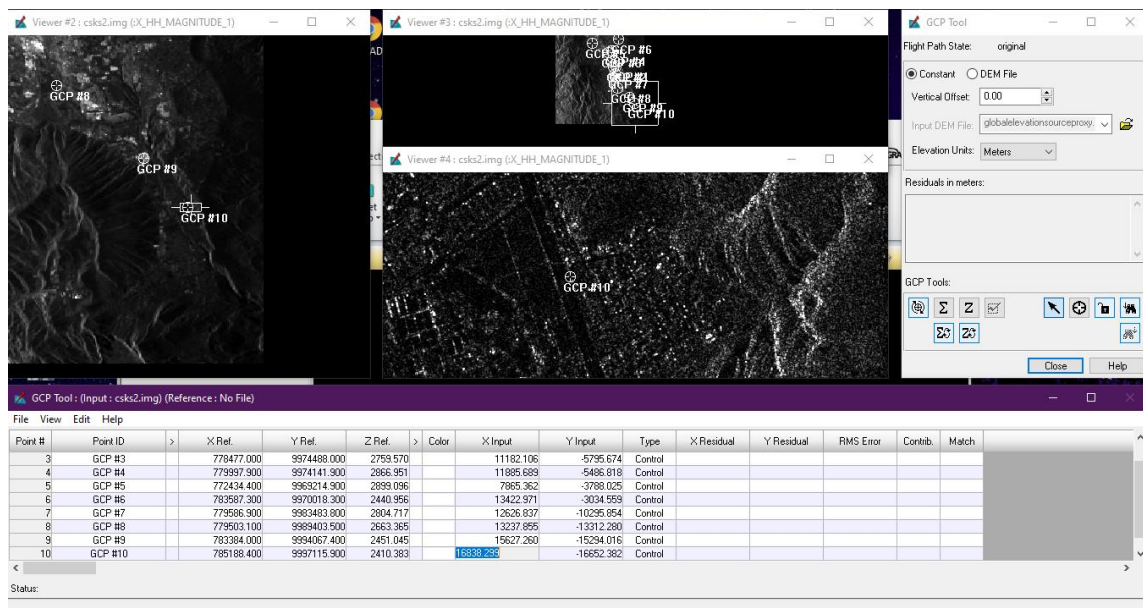 Viewer #2 : csks2.img (:X_HH_MAGNITUDE_1)
GCP #8
GCP #9
GCP #10
Viewer #3 : csks2.img (:X_HH_MAGNITUDE_1)
GCP #6
GCP #7
GCP #10
Viewer #4 : csks2.img (:X_HH_MAGNITUDE_1)
GCP #10
GCP Tool
Flight Path State: original
Constant DEM File
Vertical Offset: 0.00
Input DEM File: globalelevationsourceproxy.
Elevation Units: Meters
Residuals in meters:
GCP Tools:
Σ Z
Close Help
GCP Tool : (Input : csks2.img) (Reference : No File)
File View Edit Help
Point # Point ID > X Ref. Y Ref. Z Ref. > Color X Input Y Input Type X Residual Y Residual RMS Error Contrib. Match
3 GCP #3 778477.000 9974488.000 2759.570 11182.106 -5795.674 Control
4 GCP #4 779997.900 9974141.900 2866.951 11885.689 -5486.818 Control
5 GCP #5 772434.400 9969214.900 2899.096 7865.362 -3788.025 Control
6 GCP #6 783587.300 9970018.300 2440.956 13422.971 -3034.559 Control
7 GCP #7 779586.900 9983483.800 2804.717 12626.837 -10295.854 Control
8 GCP #8 779503.100 9989403.500 2663.365 13237.855 -13312.280 Control
9 GCP #9 783384.000 9994067.400 2451.045 15627.260 -15294.016 Control
10 GCP #10 785188.400 9997115.900 2410.383 16838.299 -16652.382 Control
Status: